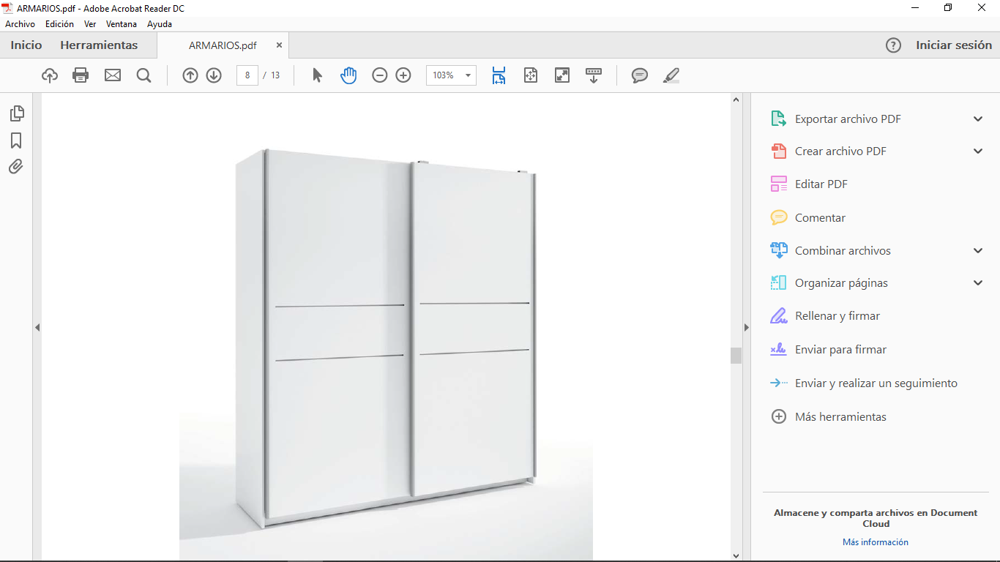 ARMARIOS.pdf - Adobe Acrobat Reader DC
Archivo Edición Ver Ventana Ayuda
Inicio Herramientas ARMARIOS.pdf × ? Iniciar sesión
8 / 13 103%
Exportar archivo PDF
Crear archivo PDF
Editar PDF
Comentar
Combinar archivos
Organizar páginas
Rellenar y firmar
Enviar para firmar
Enviar y realizar un seguimiento
Más herramientas
Almacene y comparta archivos en Document
Cloud
Más información